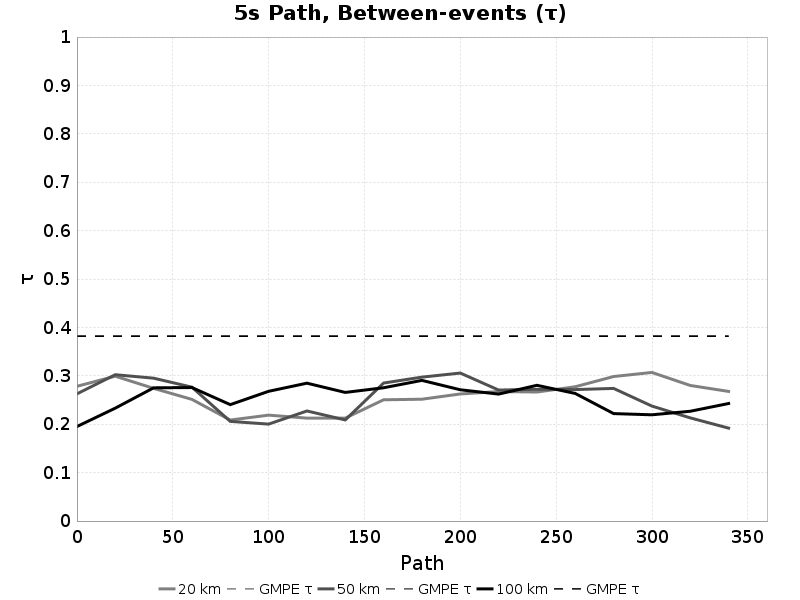 5s Path, Between-events (τ)
1
0.9
0.8
0.7
0.6
0.5
0.4
0.3
0.2
0.1
0
τ
0 50 100 150 200 250 300 350
Path
20 km GMPE τ 50 km GMPE τ 100 km GMPE τ